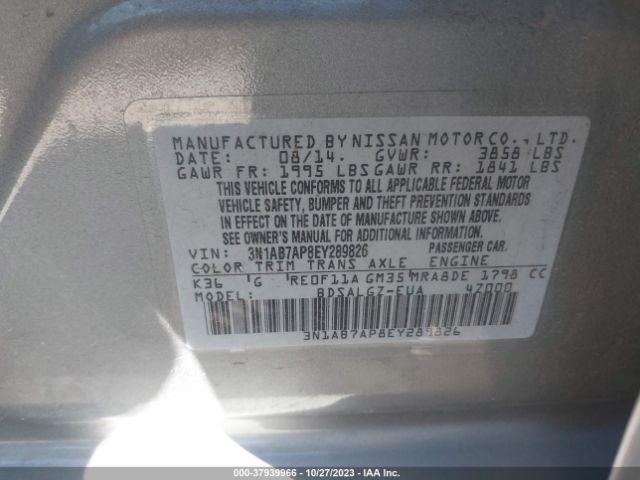 MANUFACTURED BY NISSAN MOTOR CO., LTD.
DATE: 08/14. GVWR: 3858 LBS
GAWR FR: 1995 LBS GAWR RR: 1841 LBS
THIS VEHICLE CONFORMS TO ALL APPLICABLE FEDERAL MOTOR
VEHICLE SAFETY, BUMPER AND THEFT PREVENTION STANDARDS
IN EFFECT ON THE DATE OF MANUFACTURE SHOWN ABOVE.
SEE OWNER'S MANUAL FOR ADDITIONAL INFORMATION
VIN: 3N1AB7AP8EY289826 PASSENGER CAR.
COLOR TRIM TRANS AXLE ENGINE
K36 G RE0F11A GM35 MRA8DE 1798 CC
BDSALGZ-EUA 4Z000
3N1AB7AP8EY289826
000-37939966 - 10/27/2023 - IAA Inc.